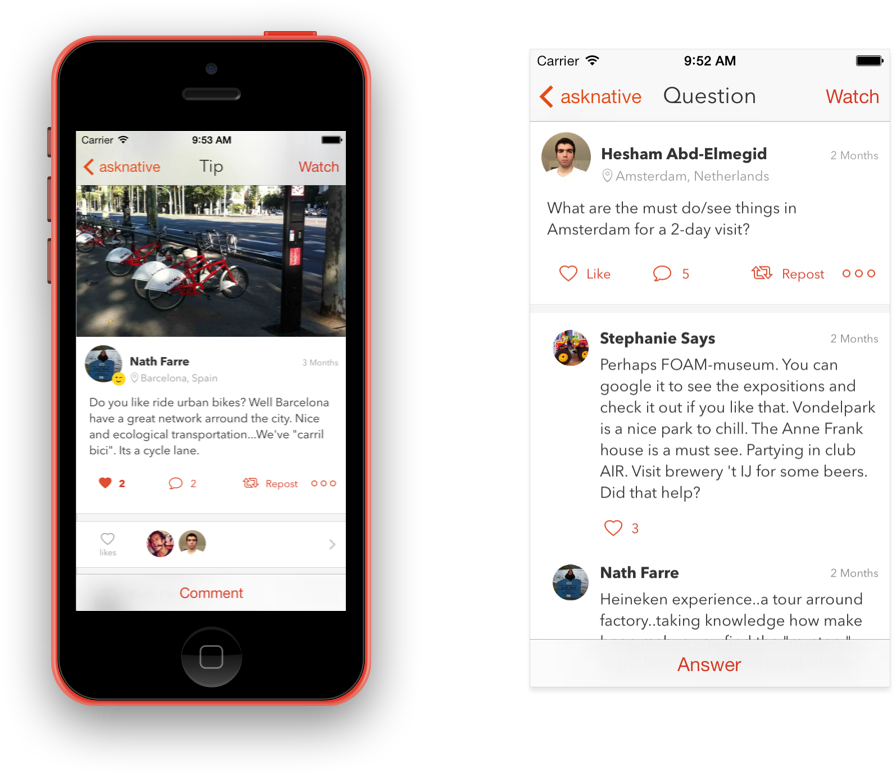 Carrier 9:53 AM
asknative Tip Watch
Nath Farre 3 Months
Barcelona, Spain
Do you like ride urban bikes? Well Barcelona
have a great network arround the city. Nice
and ecological transportation...We've "carril
bici". Its a cycle lane.
2 2 Repost
likes
Comment
Carrier 9:52 AM
asknative Question Watch
Hesham Abd-Elmegid 2 Months
Amsterdam, Netherlands
What are the must do/see things in
Amsterdam for a 2-day visit?
Like 5 Repost
Stephanie Says 2 Months
Perhaps FOAM-museum. You can
google it to see the expositions and
check it out if you like that. Vondelpark
is a nice park to chill. The Anne Frank
house is a must see. Partying in club
AIR. Visit brewery 't IJ for some beers.
Did that help?
3
Nath Farre 2 Months
Heineken experience..a tour arround
factory..taking knowledge how make
Answer